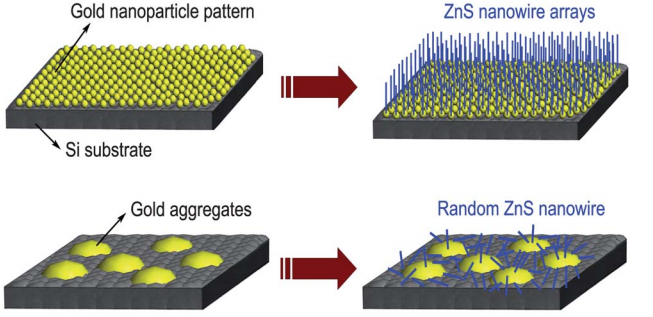 Gold nanoparticle pattern
ZnS nanowire arrays
Si substrate
Gold aggregates
Random ZnS nanowire